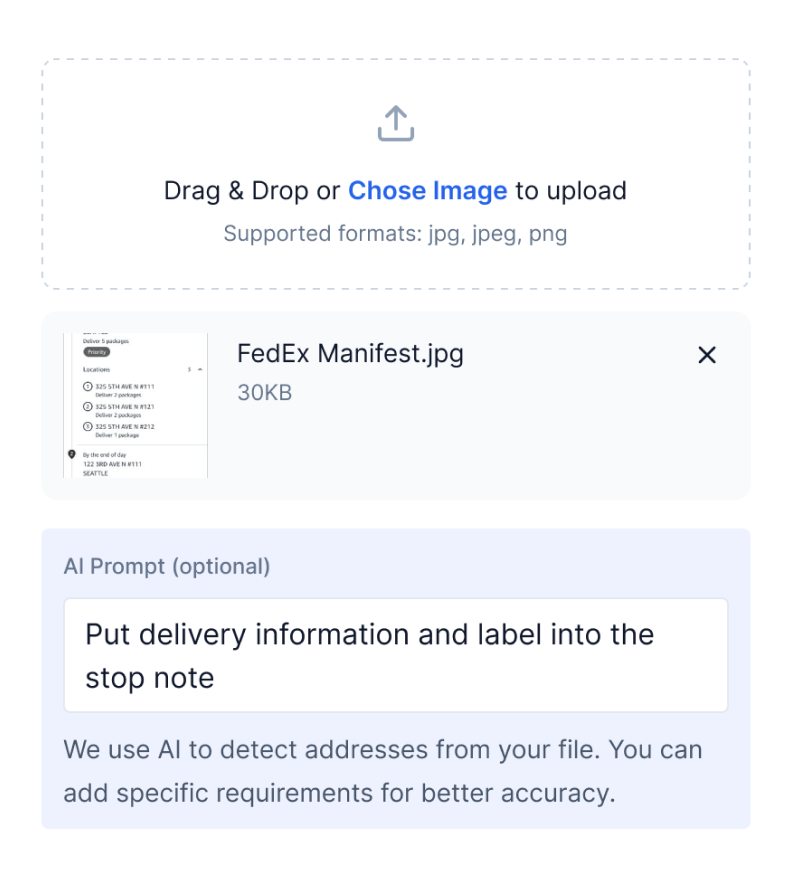 Drag & Drop or Chose Image to upload
Supported formats: jpg, jpeg, png
Deliver 5 packages
Priority
Locations 3
1 325 5TH AVE N #111
Deliver 2 packages
2 325 5TH AVE N #121
Deliver 2 packages
3 325 5TH AVE N #212
Deliver 1 package
By the end of day
122 3RD AVE N #111
SEATTLE
FedEx Manifest.jpg
30KB
AI Prompt (optional)
Put delivery information and label into the
stop note
We use AI to detect addresses from your file. You can
add specific requirements for better accuracy.